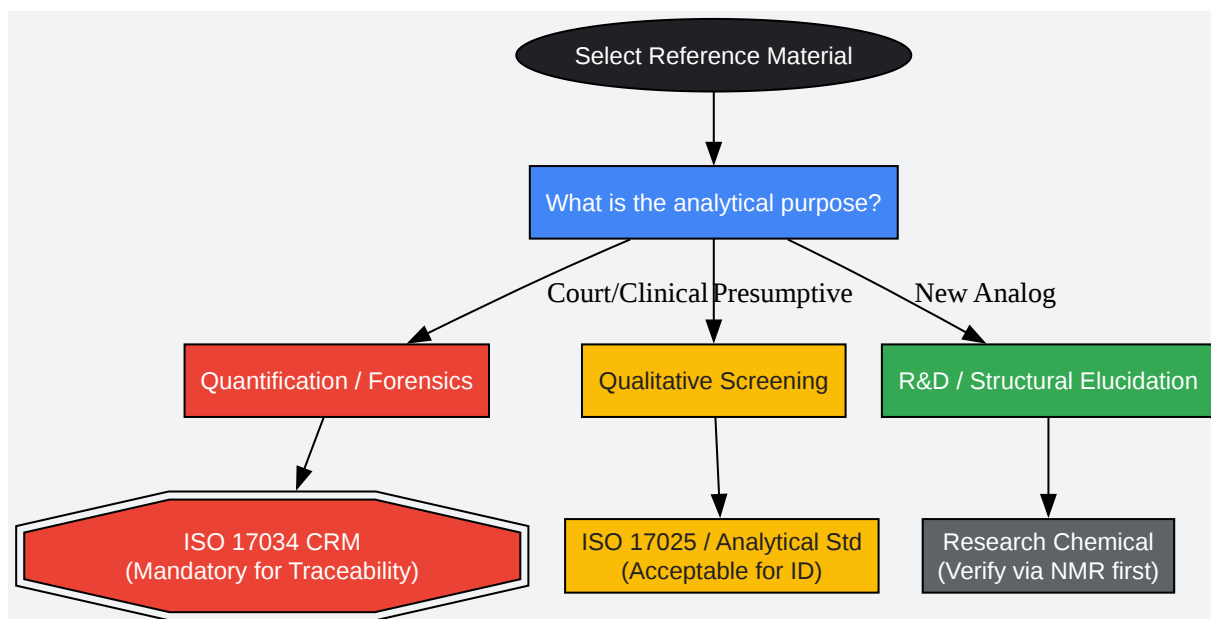 Select Reference Material
What is the analytical purpose?
Court/Clinical
Presumptive
New Analog
Quantification / Forensics
Qualitative Screening
R&D / Structural Elucidation
ISO 17034 CRM
(Mandatory for Traceability)
ISO 17025 / Analytical Std
(Acceptable for ID)
Research Chemical
(Verify via NMR first)